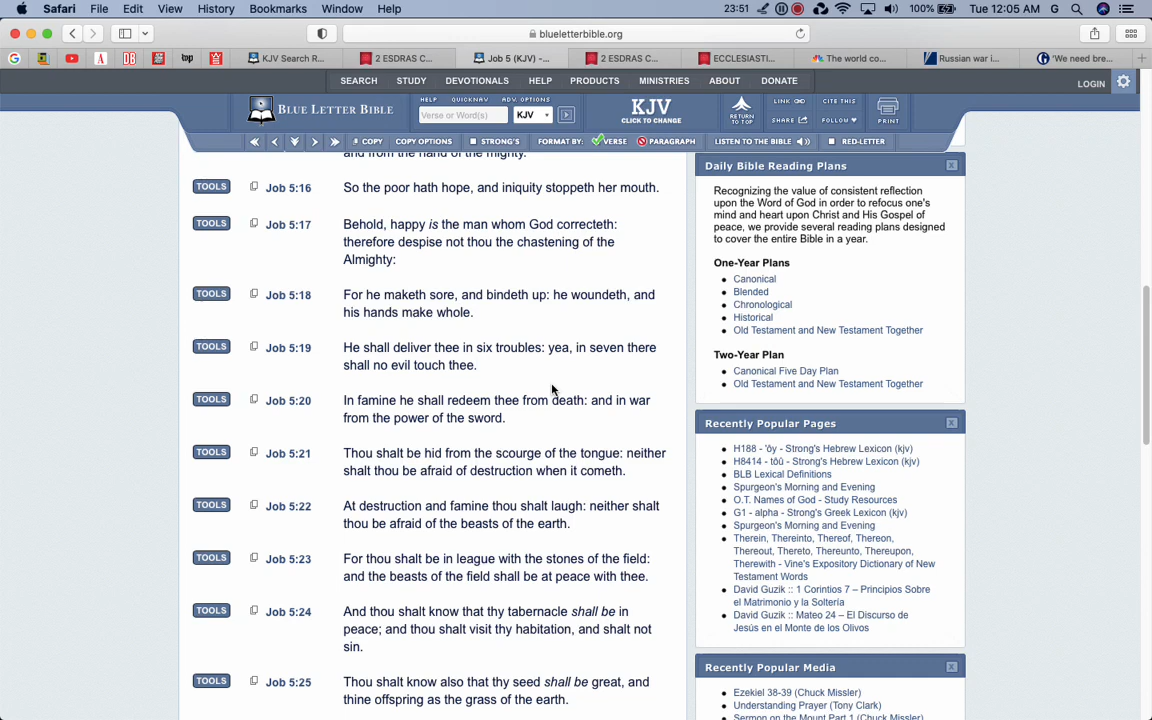 Safari File Edit View History Bookmarks Window Help 23:51 100% Tue 12:05 AM G
blueletterbible.org
KJV Search R... 2 ESDRAS C... Job 5 (KJV) -... 2 ESDRAS C... ECCLESIASTI... The world co... Russian war i... 'We need bre...
SEARCH STUDY DEVOTIONALS HELP PRODUCTS MINISTRIES ABOUT DONATE LOGIN
BLUE LETTER BIBLE
HELP QUICKNAV ADV. OPTIONS
Verse or Word(s) KJV
KJV
CLICK TO CHANGE
RETURN
TO TOP
LINK CITE THIS
SHARE FOLLOW
PRINT
COPY COPY OPTIONS STRONG'S FORMAT BY: VERSE PARAGRAPH LISTEN TO THE BIBLE RED-LETTER
and from the hand of the mighty.
TOOLS Job 5:16 So the poor hath hope, and iniquity stoppeth her mouth.
TOOLS Job 5:17 Behold, happy is the man whom God correcteth:
therefore despise not thou the chastening of the
Almighty:
TOOLS Job 5:18 For he maketh sore, and bindeth up: he woundeth, and
his hands make whole.
TOOLS Job 5:19 He shall deliver thee in six troubles: yea, in seven there
shall no evil touch thee.
TOOLS Job 5:20 In famine he shall redeem thee from death: and in war
from the power of the sword.
TOOLS Job 5:21 Thou shalt be hid from the scourge of the tongue: neither
shalt thou be afraid of destruction when it cometh.
TOOLS Job 5:22 At destruction and famine thou shalt laugh: neither shalt
thou be afraid of the beasts of the earth.
TOOLS Job 5:23 For thou shalt be in league with the stones of the field:
and the beasts of the field shall be at peace with thee.
TOOLS Job 5:24 And thou shalt know that thy tabernacle shall be in
peace; and thou shalt visit thy habitation, and shalt not
sin.
TOOLS Job 5:25 Thou shalt know also that thy seed shall be great, and
thine offspring as the grass of the earth.
Daily Bible Reading Plans
Recognizing the value of consistent reflection
upon the Word of God in order to refocus one's
mind and heart upon Christ and His Gospel of
peace, we provide several reading plans designed
to cover the entire Bible in a year.
One-Year Plans
Canonical
Blended
Chronological
Historical
Old Testament and New Testament Together
Two-Year Plan
Canonical Five Day Plan
Old Testament and New Testament Together
Recently Popular Pages
H188 - 'ôy - Strong's Hebrew Lexicon (kjv)
H8414 - tôû - Strong's Hebrew Lexicon (kjv)
BLB Lexical Definitions
Spurgeon's Morning and Evening
O.T. Names of God - Study Resources
G1 - alpha - Strong's Greek Lexicon (kjv)
Spurgeon's Morning and Evening
Therein, Thereinto, Thereof, Thereon,
Thereout, Thereto, Thereunto, Thereupon,
Therewith - Vine's Expository Dictionary of New
Testament Words
David Guzik :: 1 Corintios 7 – Principios Sobre
el Matrimonio y la Soltería
David Guzik :: Mateo 24 – El Discurso de
Jesús en el Monte de los Olivos
Recently Popular Media
Ezekiel 38-39 (Chuck Missler)
Understanding Prayer (Tony Clark)
Sermon on the Mount Part 1 (Chuck Missler)